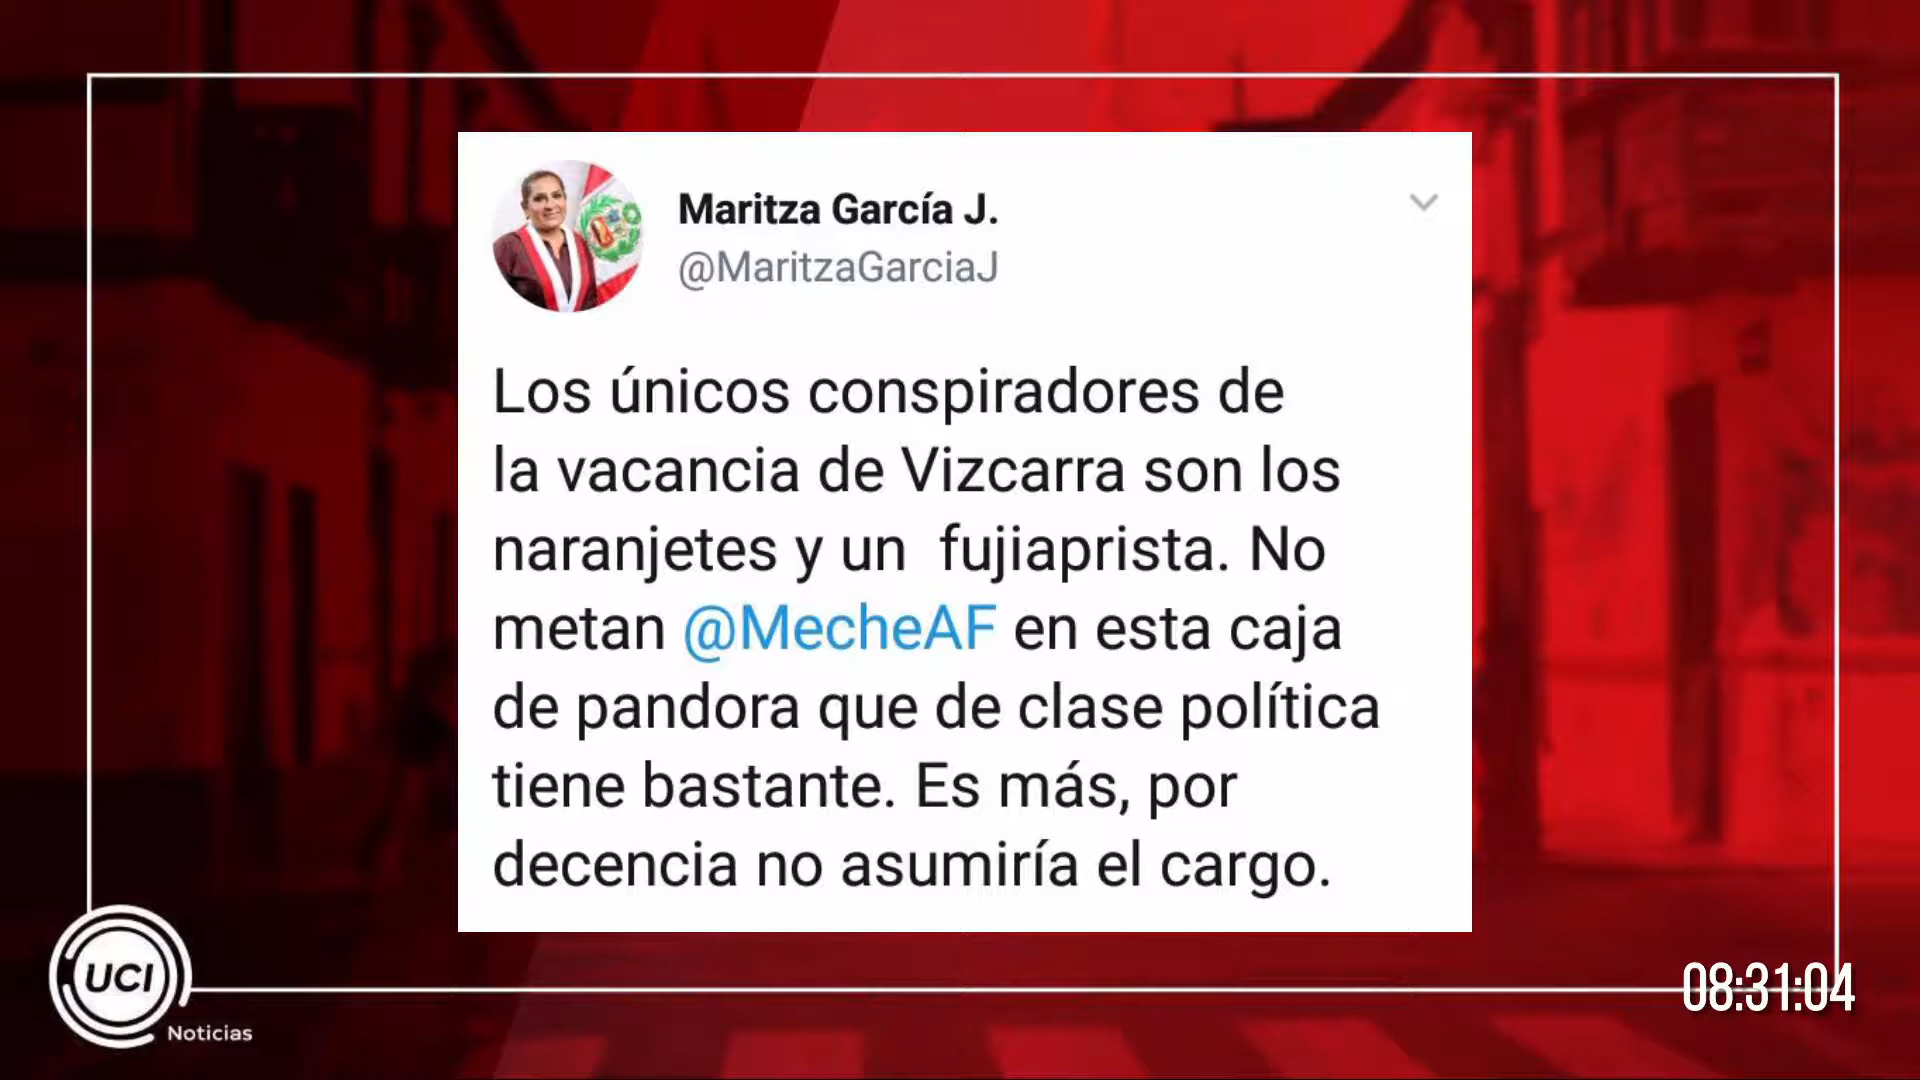 Maritza García J.
@MaritzaGarciaJ
Los únicos conspiradores de
la vacancia de Vizcarra son los
naranjetes y un fujiaprista. No
metan @MecheAF en esta caja
de pandora que de clase política
tiene bastante. Es más, por
decencia no asumiría el cargo.
UCI
Noticias
08:31:04